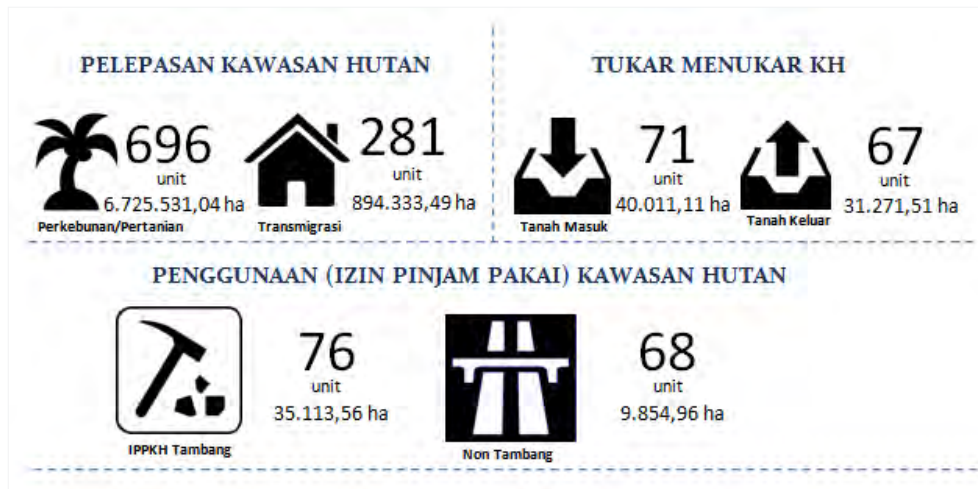 PELEPASAN KAWASAN HUTAN
696
unit
6.725.531,04 ha
Perkebunan/Pertanian
281
unit
894.333,49 ha
Transmigrasi
TUKAR MENUKAR KH
71
unit
40.011,11 ha
Tanah Masuk
67
unit
31.271,51 ha
Tanah Keluar
PENGGUNAAN (IZIN PINJAM PAKAI) KAWASAN HUTAN
76
unit
35.113,56 ha
IPPKH Tambang
68
unit
9.854,96 ha
Non Tambang